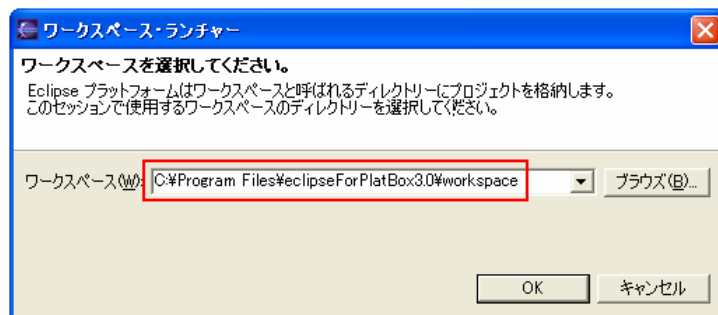 ワークスペース・ランチャー
ワークスペースを選択してください。
Eclipse プラットフォームはワークスペースと呼ばれるディレクトリーにプロジェクトを格納します。
このセッションで使用するワークスペースのディレクトリーを選択してください。
ワークスペース(W): C:¥Program Files¥eclipseForPlatBox3.0¥workspace ブラウズ(B)...
OK キャンセル